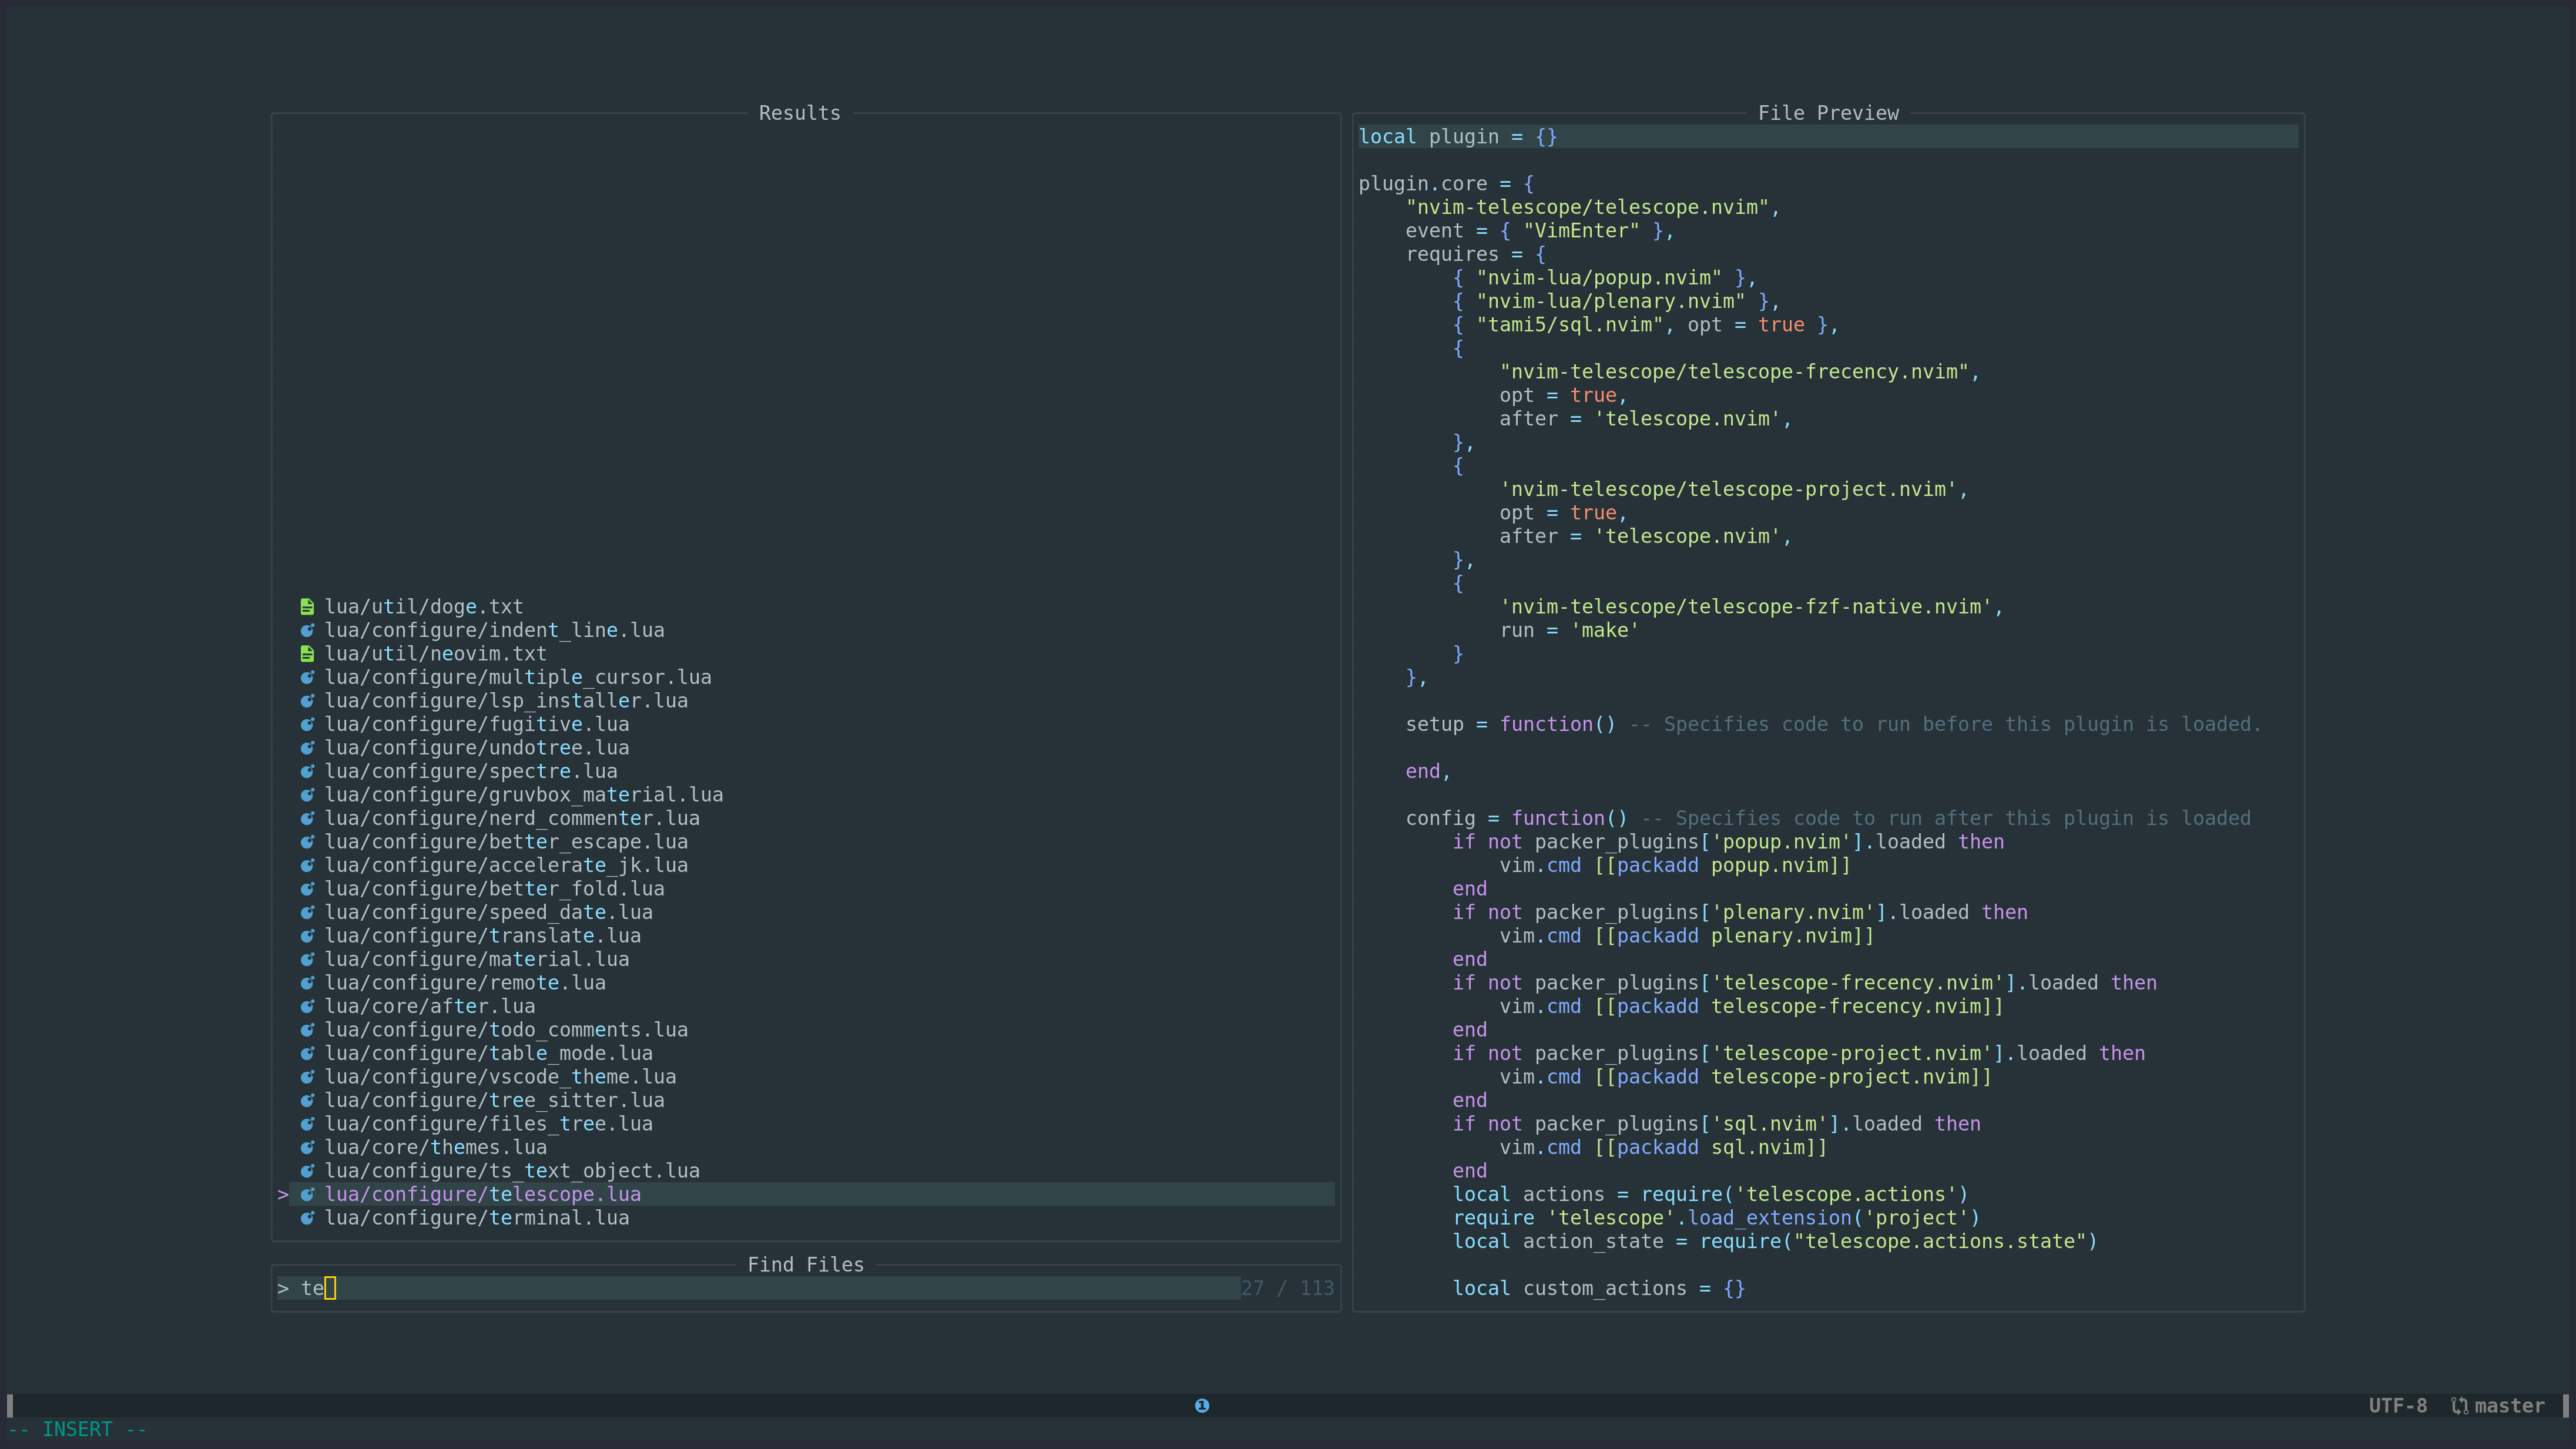 Results
lua/util/doge.txt
lua/configure/indent_line.lua
lua/util/neovim.txt
lua/configure/multiple_cursor.lua
lua/configure/lsp_installer.lua
lua/configure/fugitive.lua
lua/configure/undotree.lua
lua/configure/spectre.lua
lua/configure/gruvbox_material.lua
lua/configure/nerd_commenter.lua
lua/configure/better_escape.lua
lua/configure/accelerate_jk.lua
lua/configure/better_fold.lua
lua/configure/speed_date.lua
lua/configure/translate.lua
lua/configure/material.lua
lua/configure/remote.lua
lua/core/after.lua
lua/configure/todo_comments.lua
lua/configure/table_mode.lua
lua/configure/vscode_theme.lua
lua/configure/tree_sitter.lua
lua/configure/files_tree.lua
lua/core/themes.lua
lua/configure/ts_text_object.lua
> lua/configure/telescope.lua
lua/configure/terminal.lua
Find Files
> te 27 / 113
File Preview
local plugin = {}
plugin.core = {
    "nvim-telescope/telescope.nvim",
    event = { "VimEnter" },
    requires = {
        { "nvim-lua/popup.nvim" },
        { "nvim-lua/plenary.nvim" },
        { "tami5/sql.nvim", opt = true },
        {
            "nvim-telescope/telescope-frecency.nvim",
            opt = true,
            after = 'telescope.nvim',
        },
        {
            'nvim-telescope/telescope-project.nvim',
            opt = true,
            after = 'telescope.nvim',
        },
        {
            'nvim-telescope/telescope-fzf-native.nvim',
            run = 'make'
        }
    },
    setup = function() -- Specifies code to run before this plugin is loaded.
    end,
    config = function() -- Specifies code to run after this plugin is loaded
        if not packer_plugins['popup.nvim'].loaded then
            vim.cmd [[packadd popup.nvim]]
        end
        if not packer_plugins['plenary.nvim'].loaded then
            vim.cmd [[packadd plenary.nvim]]
        end
        if not packer_plugins['telescope-frecency.nvim'].loaded then
            vim.cmd [[packadd telescope-frecency.nvim]]
        end
        if not packer_plugins['telescope-project.nvim'].loaded then
            vim.cmd [[packadd telescope-project.nvim]]
        end
        if not packer_plugins['sql.nvim'].loaded then
            vim.cmd [[packadd sql.nvim]]
        end
        local actions = require('telescope.actions')
        require 'telescope'.load_extension('project')
        local action_state = require("telescope.actions.state")
        local custom_actions = {}
1 UTF-8 master
-- INSERT --